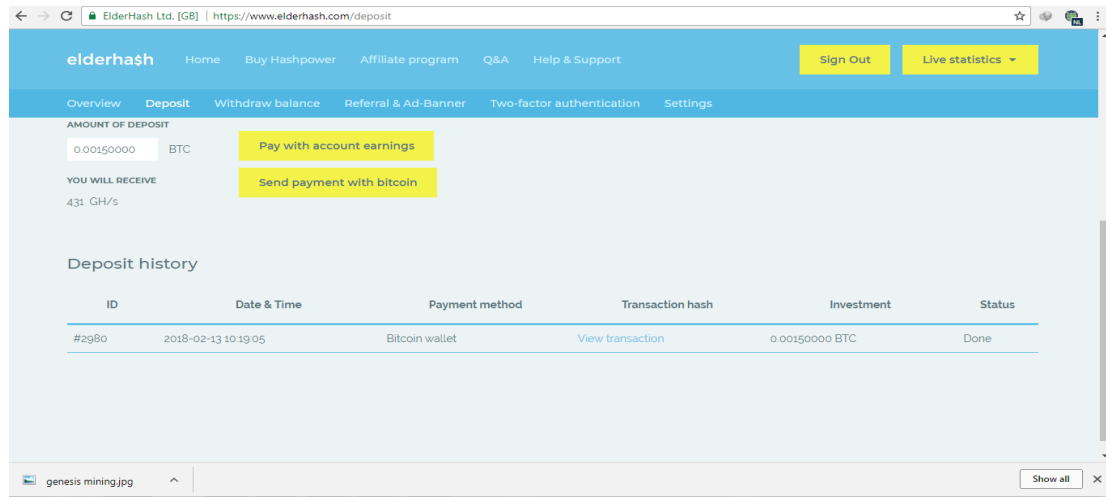 ElderHash Ltd. [GB] | https://www.elderhash.com/deposit
elderha$h Home Buy Hashpower Affiliate program Q&A Help & Support Sign Out Live statistics
Overview Deposit Withdraw balance Referral & Ad-Banner Two-factor authentication Settings
AMOUNT OF DEPOSIT
0.00150000 BTC Pay with account earnings
YOU WILL RECEIVE Send payment with bitcoin
431 GH/s
Deposit history
ID Date & Time Payment method Transaction hash Investment Status
#2980 2018-02-13 10:19:05 Bitcoin wallet View transaction 0.00150000 BTC Done
genesis mining.jpg Show all